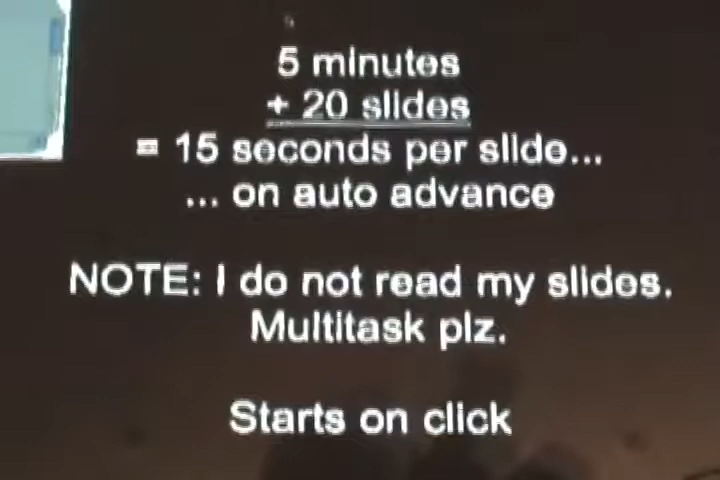 5 minutes
+ 20 slides
= 15 seconds per slide...
... on auto advance
NOTE: I do not read my slides.
Multitask plz.
Starts on click